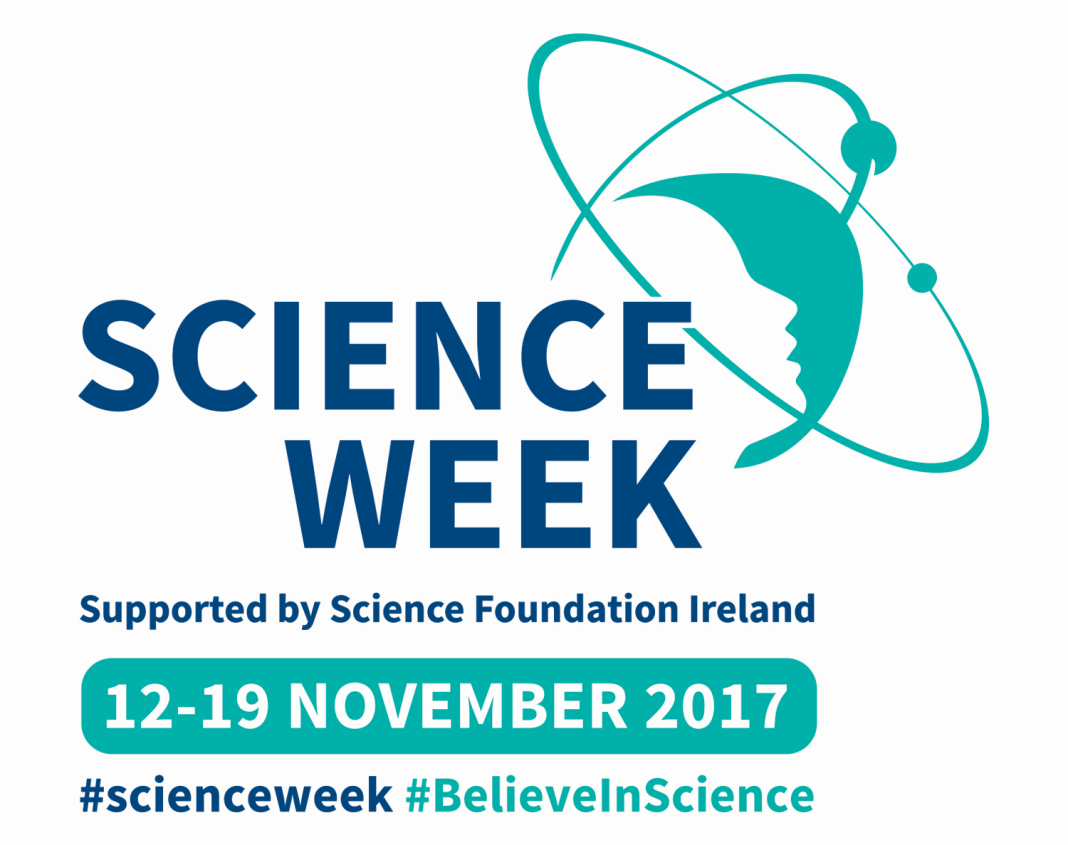 SCIENCE
WEEK
Supported by Science Foundation Ireland
12-19 NOVEMBER 2017
#scienceweek #BelieveInScience